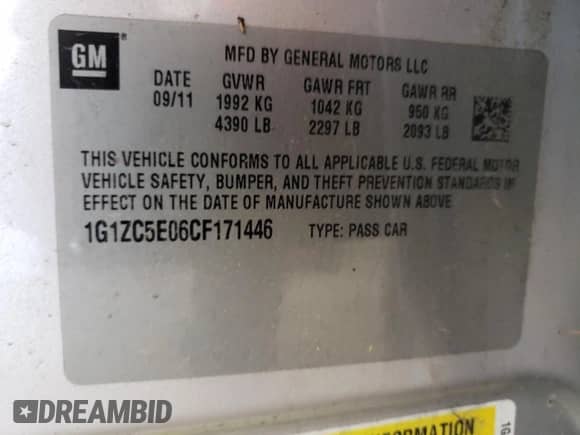 GM
MFD BY GENERAL MOTORS LLC
DATE GVWR GAWR FRT GAWR RR
09/11 1992 KG 1042 KG 950 KG
4390 LB 2297 LB 2093 LB
THIS VEHICLE CONFORMS TO ALL APPLICABLE U.S. FEDERAL MOTOR
VEHICLE SAFETY, BUMPER, AND THEFT PREVENTION STANDARDS IN
EFFECT ON THE DATE OF MANUFACTURE SHOWN ABOVE
1G1ZC5E06CF171446 TYPE: PASS CAR
DREAMBID